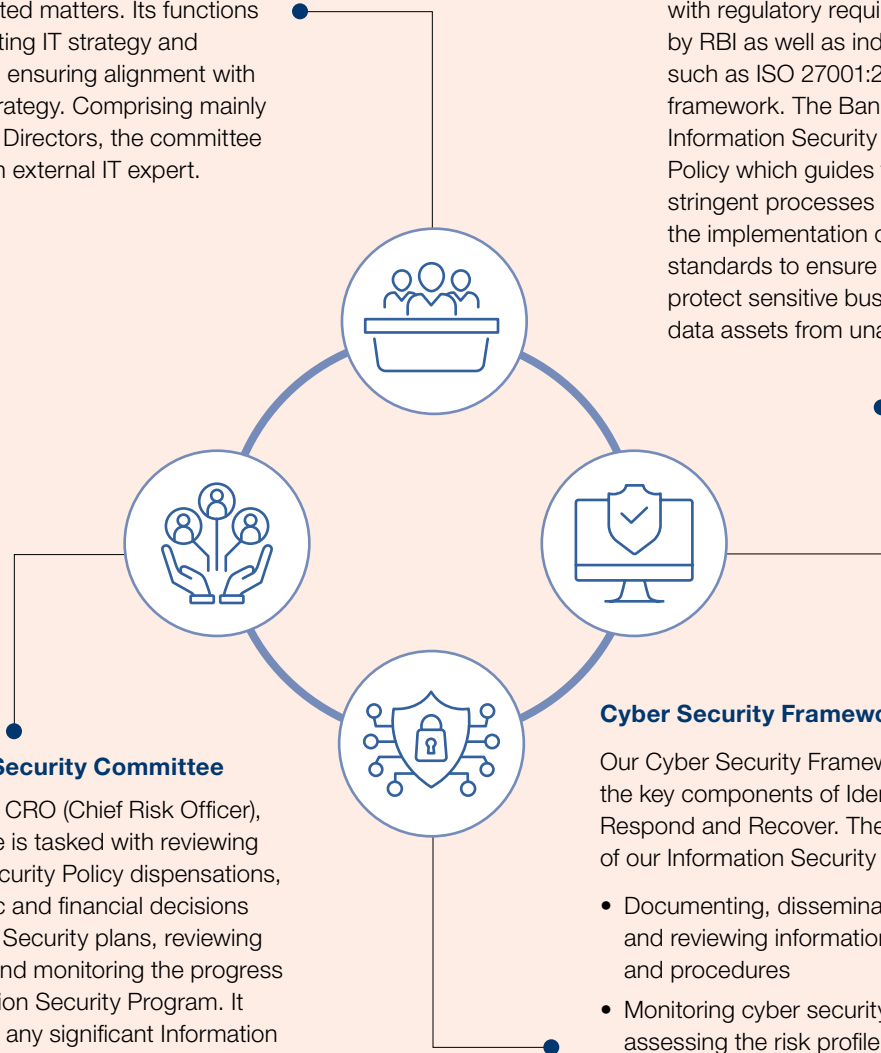 ted matters. Its functions
ting IT strategy and
ensuring alignment with
rategy. Comprising mainly
Directors, the committee
n external IT expert.
with regulatory requi
by RBI as well as ind
such as ISO 27001:2
framework. The Ban
Information Security
Policy which guides
stringent processes
the implementation
standards to ensure
protect sensitive bus
data assets from una
Security Committee
CRO (Chief Risk Officer),
e is tasked with reviewing
curity Policy dispensations,
c and financial decisions
Security plans, reviewing
nd monitoring the progress
ion Security Program. It
any significant Information
Cyber Security Framewo
Our Cyber Security Framew
the key components of Iden
Respond and Recover. The
of our Information Security
• Documenting, dissemina
and reviewing information
and procedures
• Monitoring cyber security
assessing the risk profile